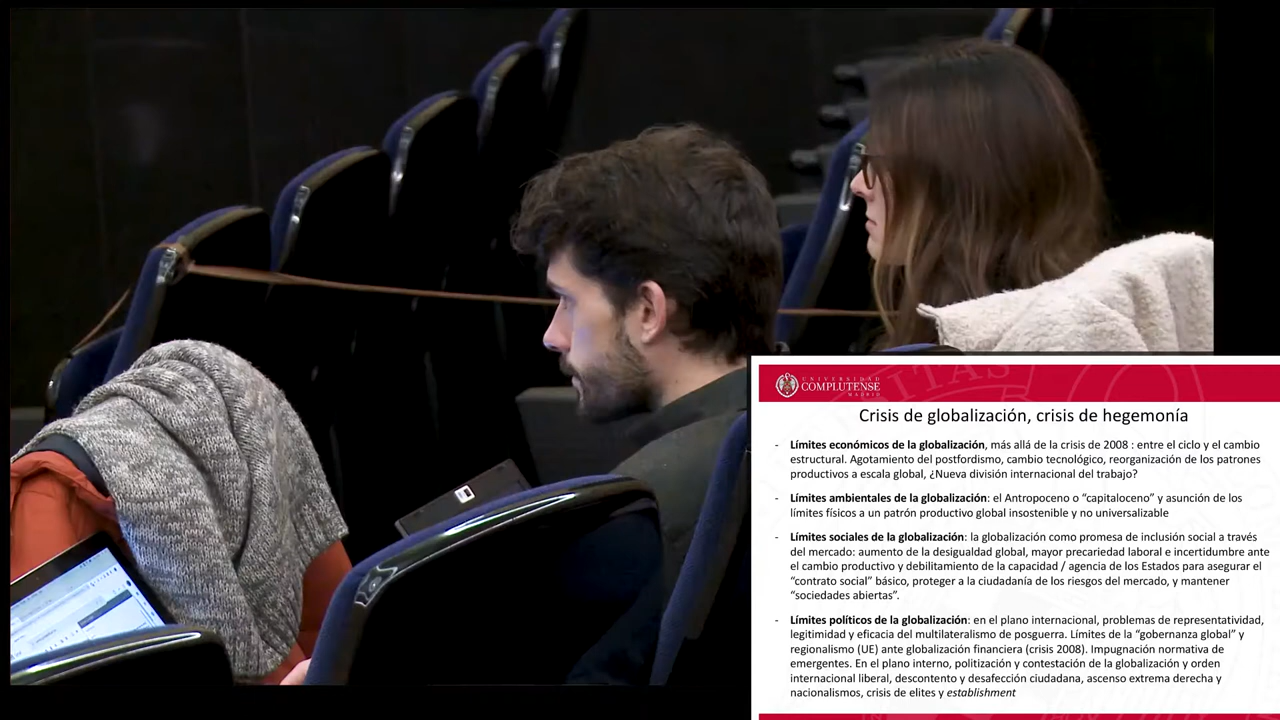 UNIVERSIDAD
COMPLUTENSE
MADRID
Crisis de globalización, crisis de hegemonía
- Límites económicos de la globalización, más allá de la crisis de 2008 : entre el ciclo y el cambio
estructural. Agotamiento del postfordismo, cambio tecnológico, reorganización de los patrones
productivos a escala global, ¿Nueva división internacional del trabajo?
- Límites ambientales de la globalización: el Antropoceno o “capitaloceno” y asunción de los
límites físicos a un patrón productivo global insostenible y no universalizable
- Límites sociales de la globalización: la globalización como promesa de inclusión social a través
del mercado: aumento de la desigualdad global, mayor precariedad laboral e incertidumbre ante
el cambio productivo y debilitamiento de la capacidad / agencia de los Estados para asegurar el
“contrato social” básico, proteger a la ciudadanía de los riesgos del mercado, y mantener
“sociedades abiertas”.
- Límites políticos de la globalización: en el plano internacional, problemas de representatividad,
legitimidad y eficacia del multilateralismo de posguerra. Límites de la “gobernanza global” y
regionalismo (UE) ante globalización financiera (crisis 2008). Impugnación normativa de
emergentes. En el plano interno, politización y contestación de la globalización y orden
internacional liberal, descontento y desafección ciudadana, ascenso extrema derecha y
nacionalismos, crisis de elites y establishment